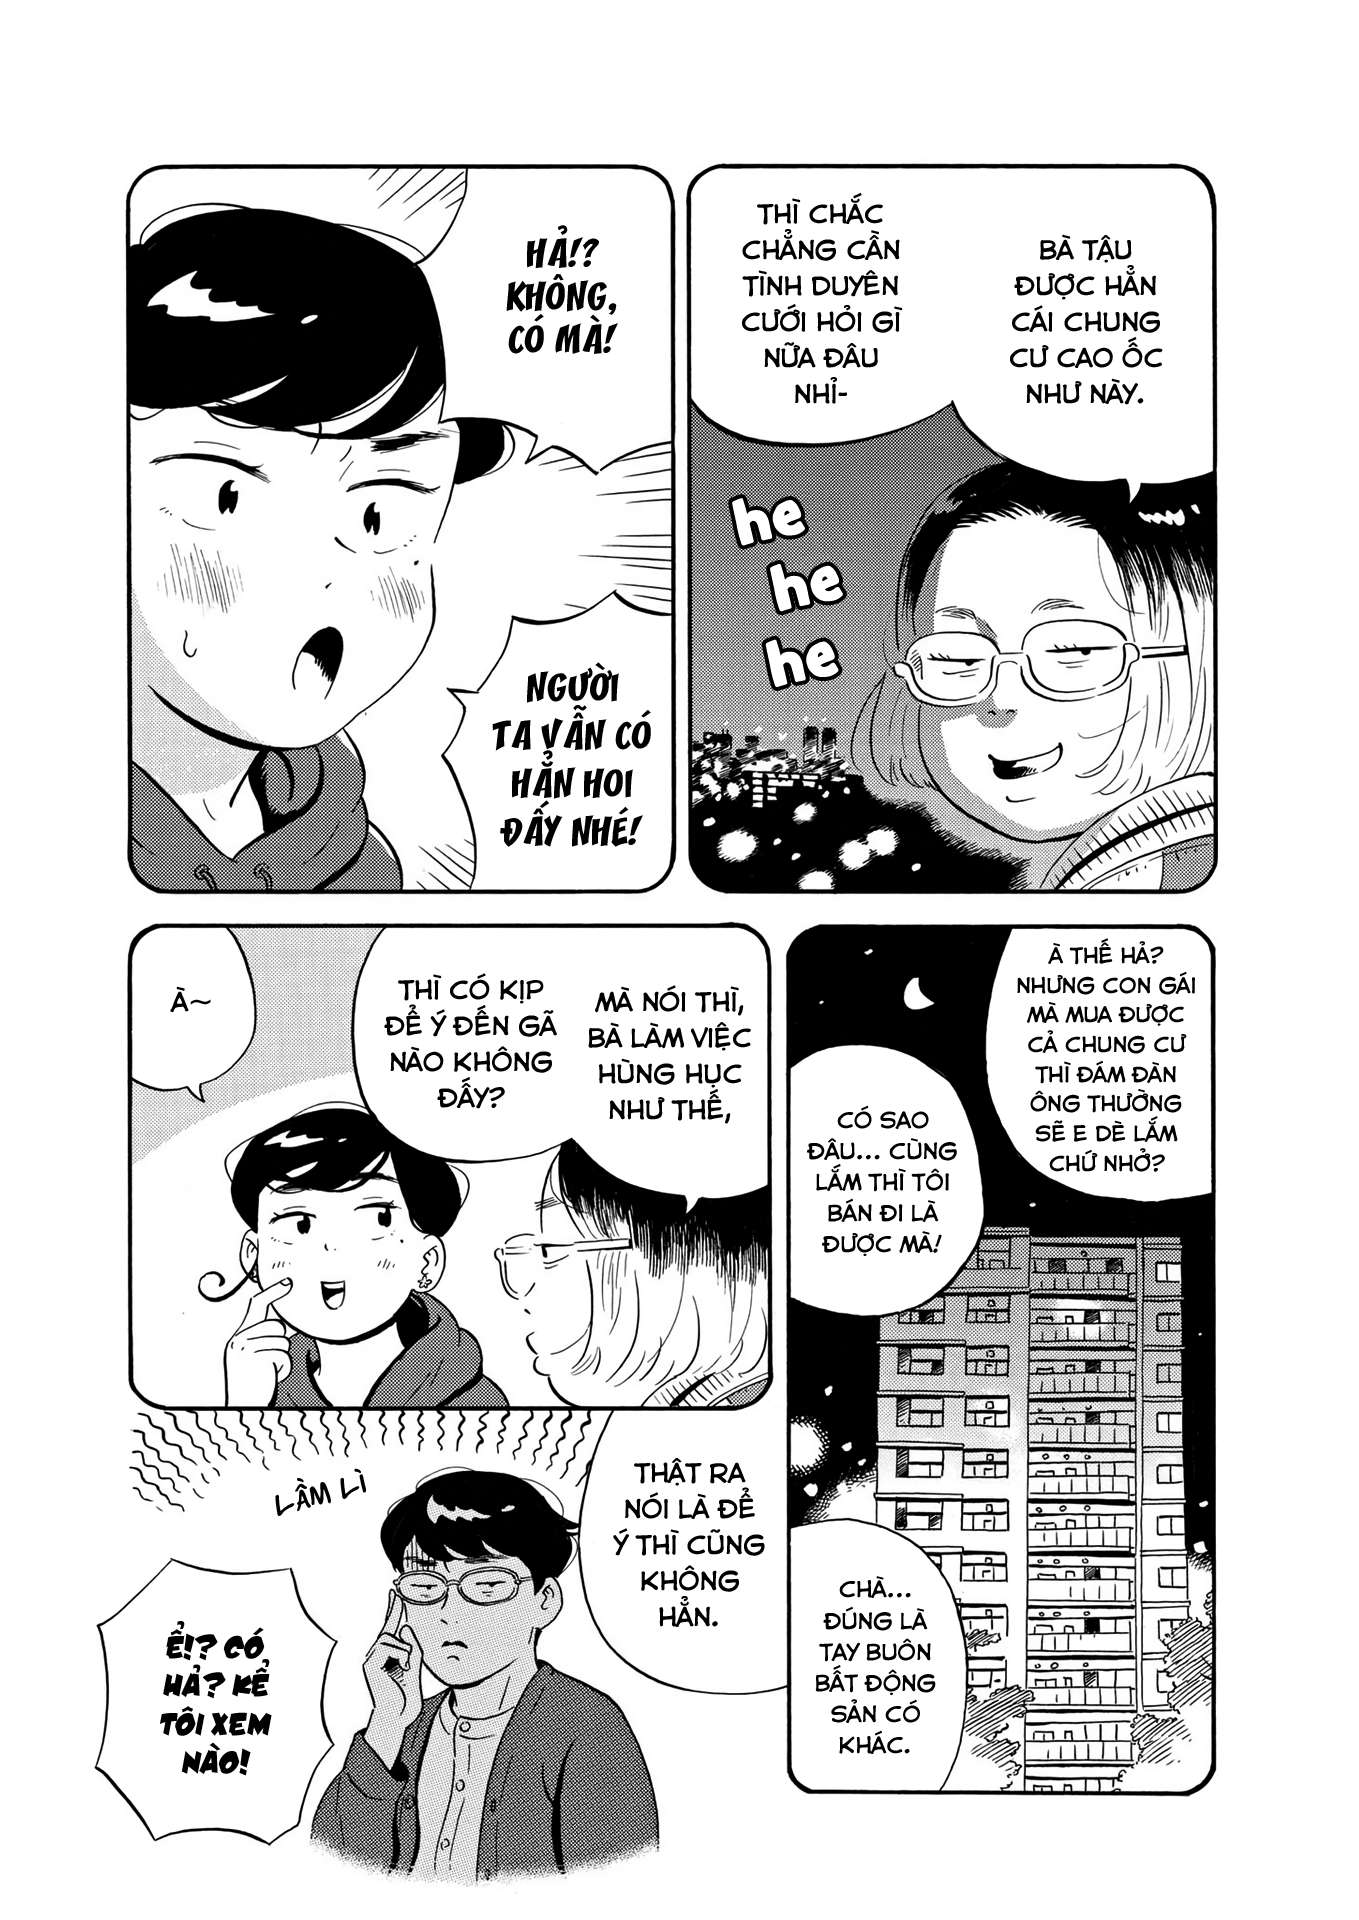 BÀ TẬU
ĐƯỢC HẲN
CÁI CHUNG
CƯ CAO ỐC
NHƯ NÀY.
THÌ CHẮC
CHẲNG CẦN
TÌNH DUYÊN
CƯỚI HỎI GÌ
NỮA ĐÂU
NHỈ-
he
he
he
HẢ!?
KHÔNG,
CÓ MÀ!
NGƯỜI
TA VẪN CÓ
HẲN HOI
ĐẤY NHÉ!
À THẾ HẢ?
NHƯNG CON GÁI
MÀ MUA ĐƯỢC
CẢ CHUNG CƯ
THÌ ĐÁM ĐÀN
ÔNG THƯỜNG
SẼ E DÈ LẮM
CHỨ NHỞ?
CÓ SAO
ĐÂU... CÙNG
LẮM THÌ TÔI
BÁN ĐI LÀ
ĐƯỢC MÀ!
CHÀ...
ĐÚNG LÀ
TAY BUÔN
BẤT ĐỘNG
SẢN CÓ
KHÁC.
MÀ NÓI THÌ,
BÀ LÀM VIỆC
HÙNG HỤC
NHƯ THẾ,
THÌ CÓ KỊP
ĐỂ Ý ĐẾN GÃ
NÀO KHÔNG
ĐẤY?
À~
THẬT RA
NÓI LÀ ĐỂ
Ý THÌ CŨNG
KHÔNG
HẲN.
LẦM LÌ
Ể!? CÓ
HẢ? KỂ
TÔI XEM
NÀO!